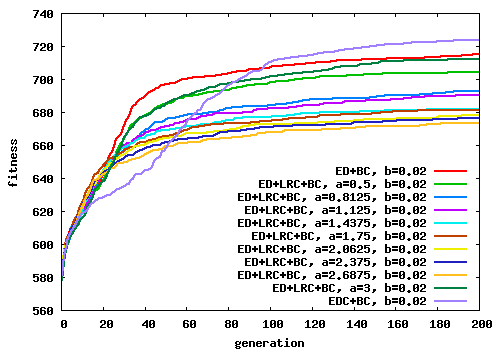 740
720
700
680
660
640
620
600
580
560
fitness
ED+BC, b=0.02
ED+LRC+BC, a=0.5, b=0.02
ED+LRC+BC, a=0.8125, b=0.02
ED+LRC+BC, a=1.125, b=0.02
ED+LRC+BC, a=1.4375, b=0.02
ED+LRC+BC, a=1.75, b=0.02
ED+LRC+BC, a=2.0625, b=0.02
ED+LRC+BC, a=2.375, b=0.02
ED+LRC+BC, a=2.6875, b=0.02
ED+LRU+BC, a=3, b=0.02
EDC+BC, b=0.02
0 20 40 60 80 100 120 140 160 180 200
generation